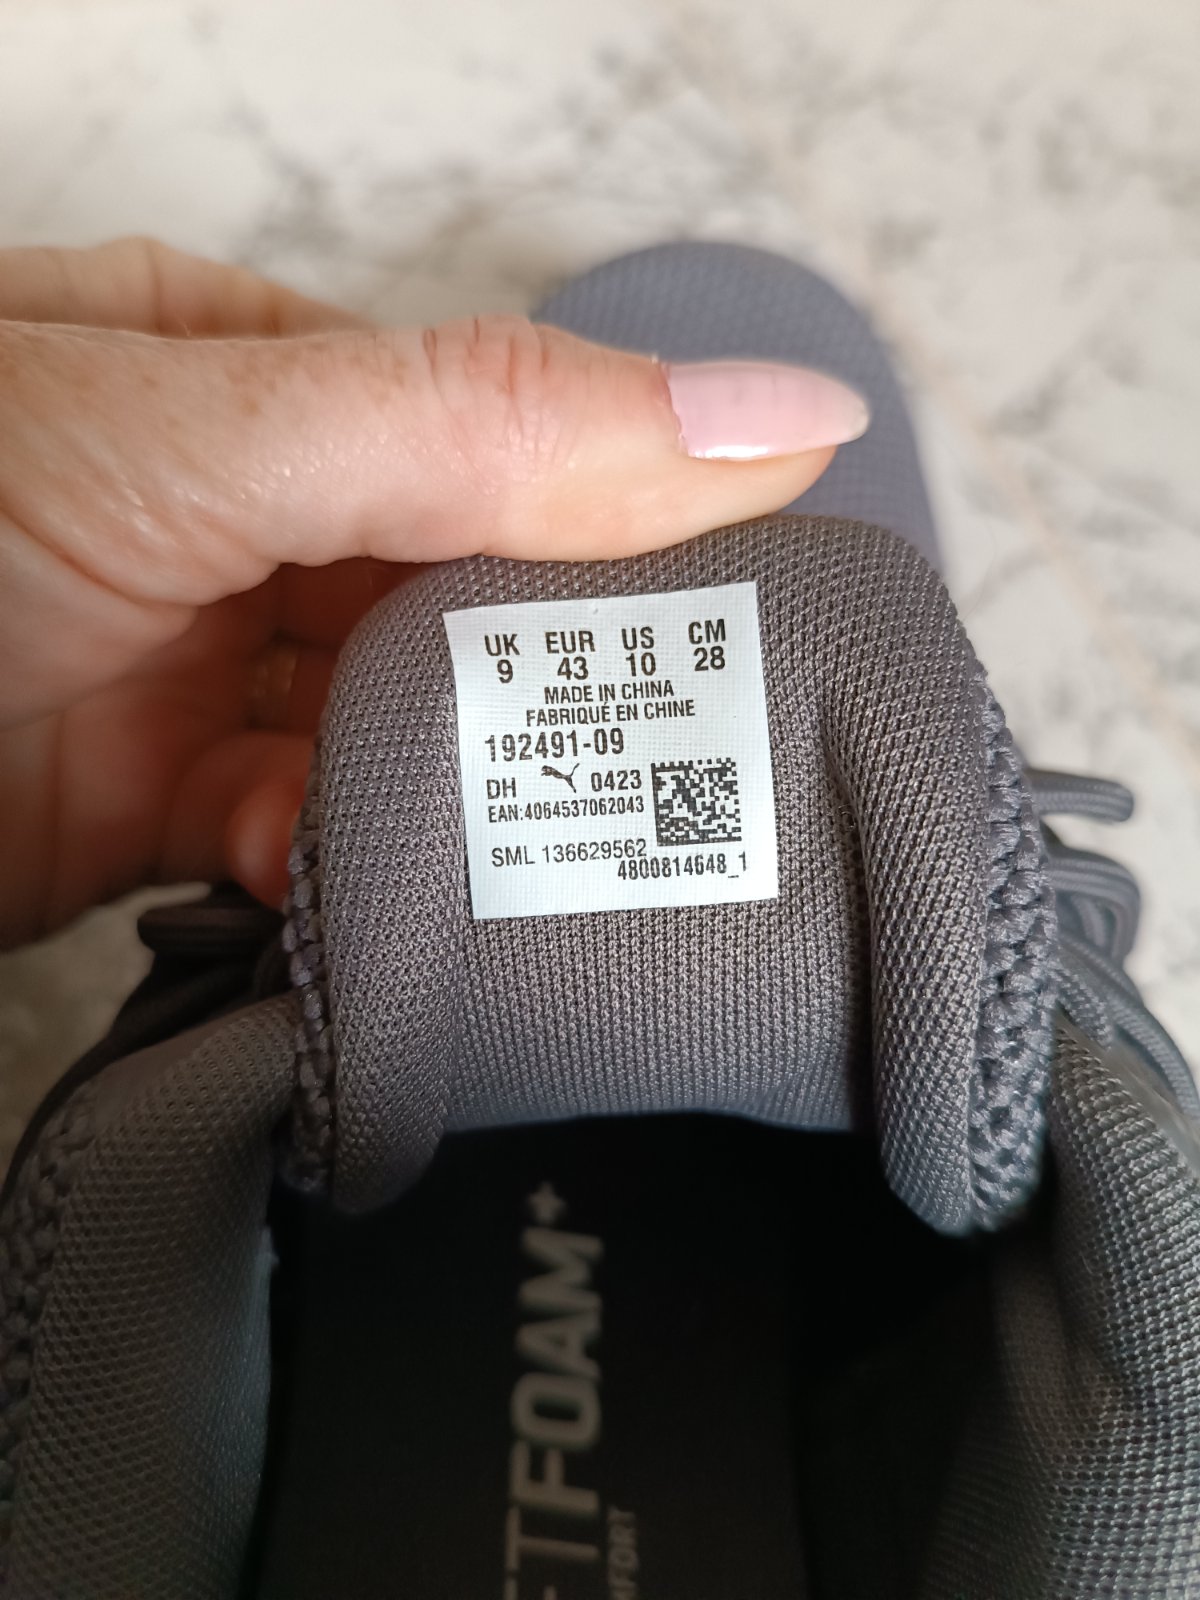 UK EUR US CM
9 43 10 28
MADE IN CHINA
FABRIQUÉ EN CHINE
192491-09
DH 0423
EAN:4064537062043
SML 136629562
4800814648_1
FOAM+